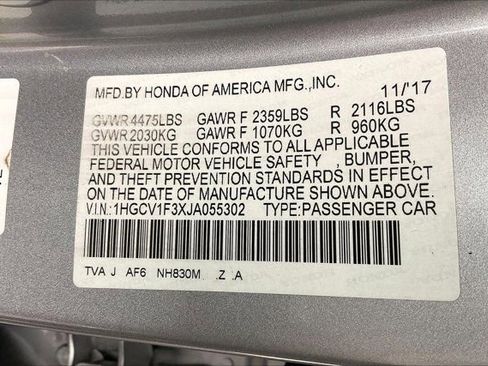 MFD.BY HONDA OF AMERICA MFG.,INC. 11/'17
GVWR 4475LBS GAWR F 2359LBS R 2116LBS
GVWR 2030KG GAWR F 1070KG R 960KG
THIS VEHICLE CONFORMS TO ALL APPLICABLE
FEDERAL MOTOR VEHICLE SAFETY , BUMPER,
AND THEFT PREVENTION STANDARDS IN EFFECT
ON THE DATE OF MANUFACTURE SHOWN ABOVE.
V.I.N.:1HGCV1F3XJA055302 TYPE:PASSENGER CAR
TVA J AF6 NH830M .Z .A